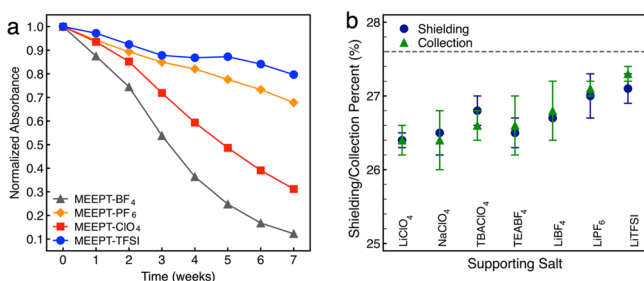 a
Normalized Absorbance
1.0
0.9
0.8
0.7
0.6
0.5
0.4
0.3
0.2
0.1
MEEPT-BF4
MEEPT-PF6
MEEPT-ClO4
MEEPT-TFSI
0 1 2 3 4 5 6 7
Time (weeks)
b
Shielding/Collection Percent (%)
28
27
26
25
Shielding
Collection
LiClO4
NaClO4
TBAClO4
TEABF4
LiBF4
LiPF6
LiTFSI
Supporting Salt